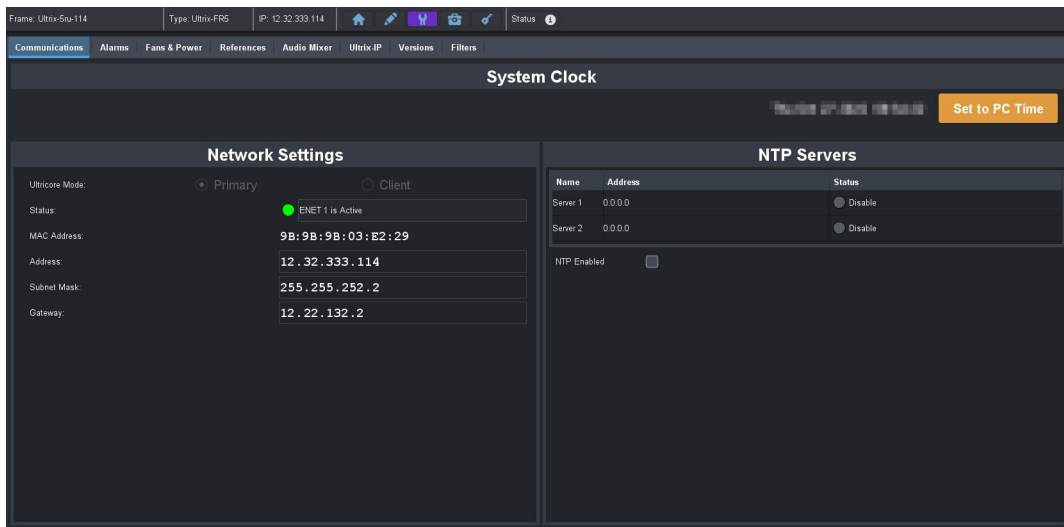 Frame: Ultrix-5ru-114 Type: Ultrix-FR5 IP: 12.32.333.114 Status
Communications Alarms Fans & Power References Audio Mixer Ultrix-IP Versions Filters
System Clock
Set to PC Time
Network Settings
Ultricore Mode: Primary Client
Status: ENET 1 is Active
MAC Address: 9B:9B:9B:03:E2:29
Address: 12.32.333.114
Subnet Mask: 255.255.252.2
Gateway: 12.22.132.2
NTP Servers
Name Address Status
Server 1 0.0.0.0 Disable
Server 2 0.0.0.0 Disable
NTP Enabled